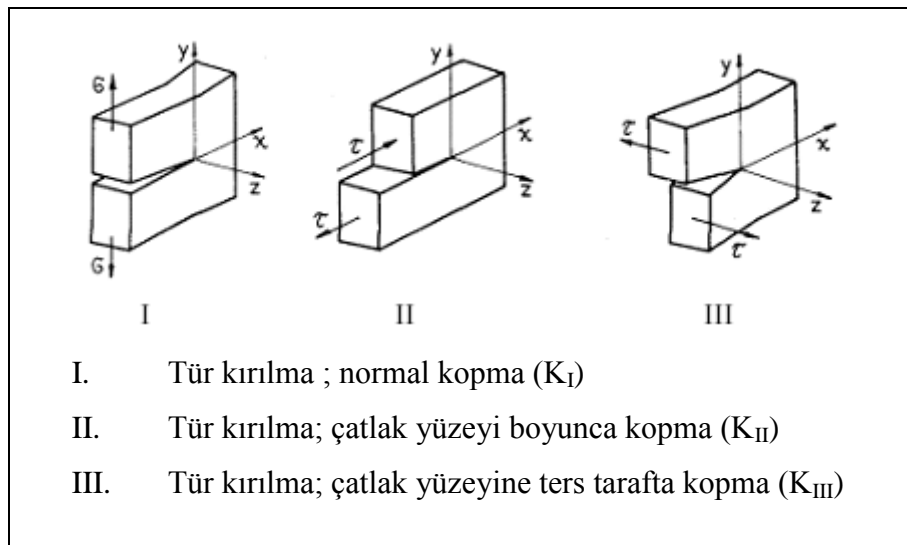 y y y
σ τ τ
x x x
z z z
σ τ τ
I II III
I. Tür kırılma ; normal kopma (K_I)
II. Tür kırılma; çatlak yüzeyi boyunca kopma (K_II)
III. Tür kırılma; çatlak yüzeyine ters tarafta kopma (K_III)